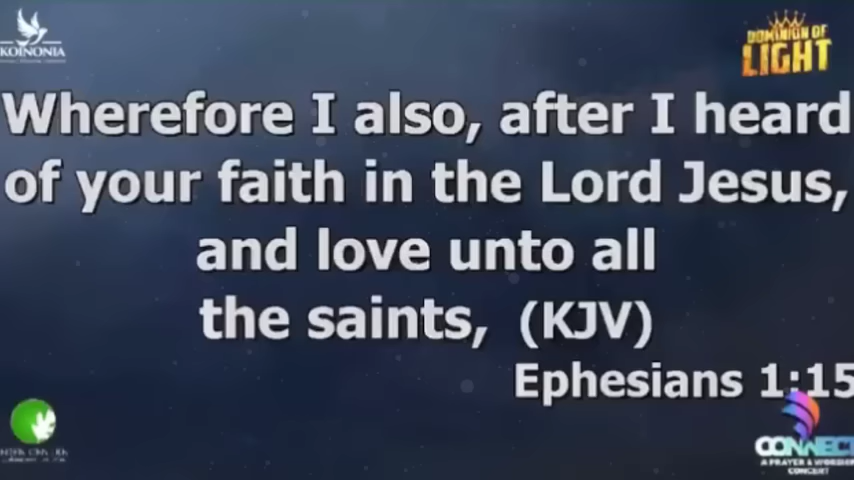 KOINONIA
DOMINION OF
LIGHT
Wherefore I also, after I heard
of your faith in the Lord Jesus,
and love unto all
the saints, (KJV)
Ephesians 1:15
CONNECT
A PRAYER & WORSHIP
CONCERT